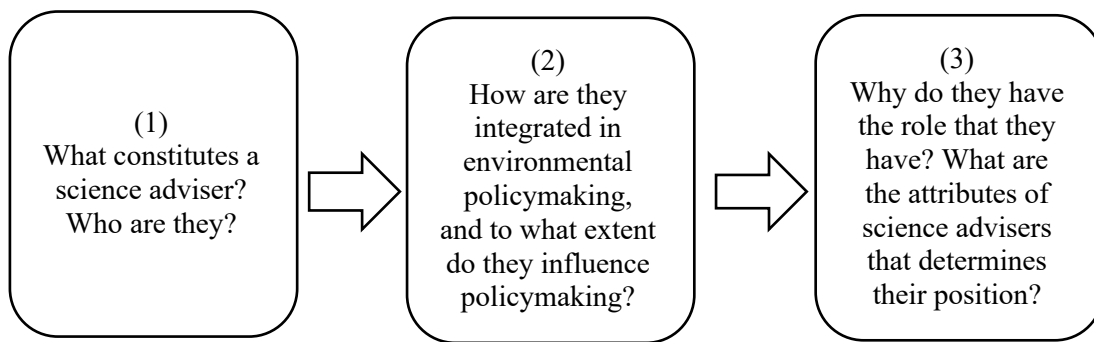 (1)
What constitutes a
science adviser?
Who are they?
(2)
How are they
integrated in
environmental
policymaking,
and to what extent
do they influence
policymaking?
(3)
Why do they have
the role that they
have? What are
the attributes of
science advisers
that determines
their position?